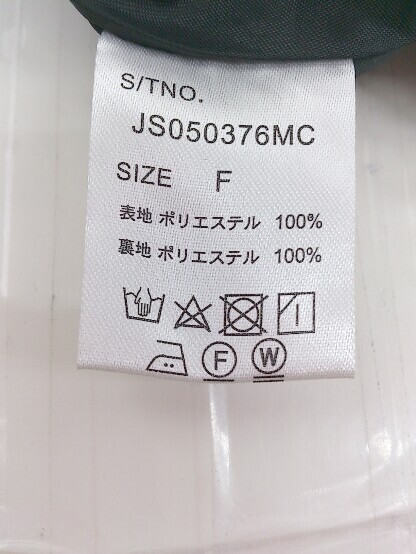 S/TNO.
JS050376MC
SIZE F
表地 ポリエステル 100%
裏地 ポリエステル 100%
F W